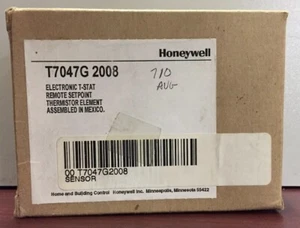 Honeywell
T7047G 2008
710
AUG
ELECTRONIC T-STAT
REMOTE SETPOINT
THERMISTOR ELEMENT
ASSEMBLED IN MEXICO.
00 T7047G2008
SENSOR
Home and Building Control Honeywell Inc. Minneapolis, Minnesota 55422